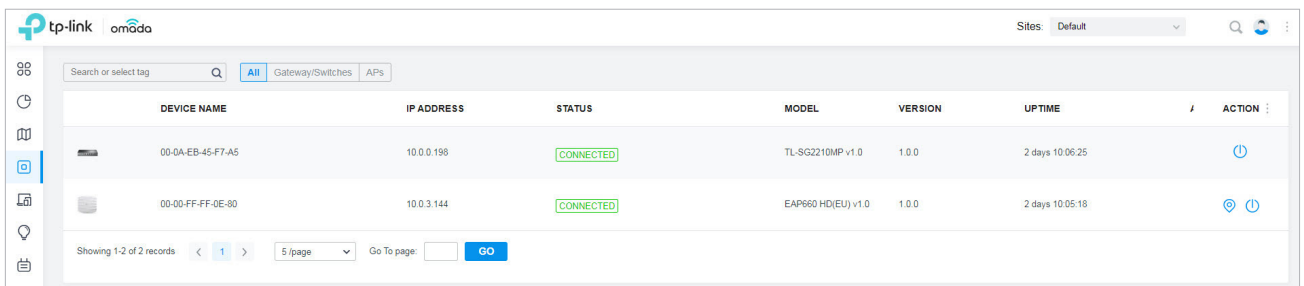 tp-link omada Sites: Default
Search or select tag All Gateway/Switches APs
DEVICE NAME IP ADDRESS STATUS MODEL VERSION UPTIME ACTION
00-0A-EB-45-F7-A5 10.0.0.198 CONNECTED TL-SG2210MP v1.0 1.0.0 2 days 10:06:25
00-00-FF-FF-0E-80 10.0.3.144 CONNECTED EAP660 HD(EU) v1.0 1.0.0 2 days 10:05:18
Showing 1-2 of 2 records < 1 > 5 /page Go To page: GO